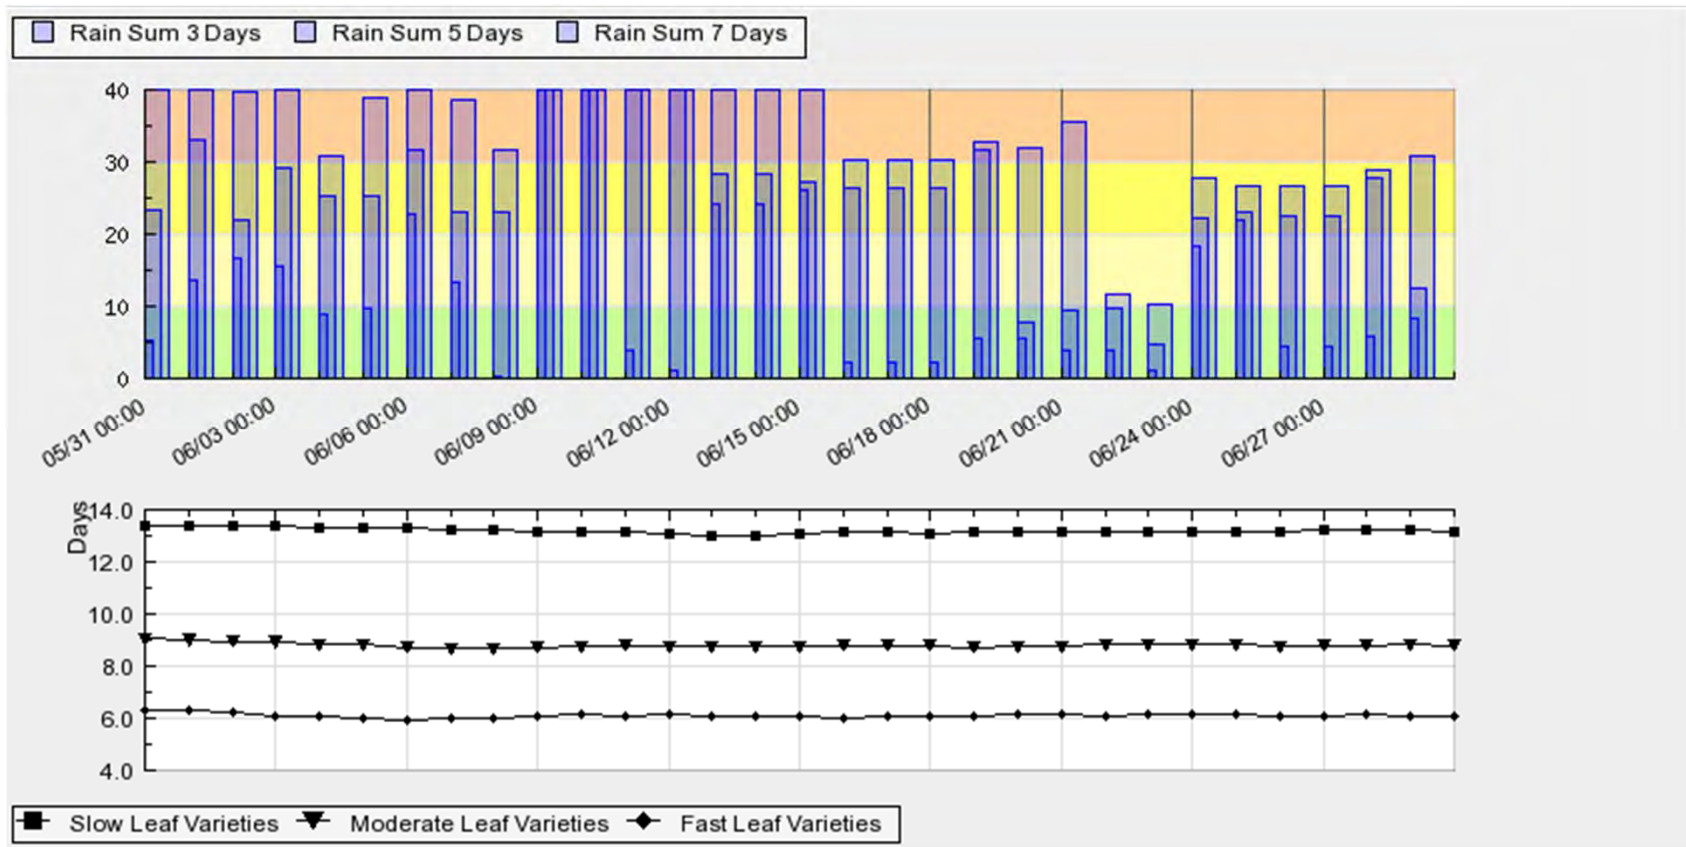 Rain Sum 3 Days Rain Sum 5 Days Rain Sum 7 Days
40
30
20
10
0
05/31 00:00 06/03 00:00 06/06 00:00 06/09 00:00 06/12 00:00 06/15 00:00 06/18 00:00 06/21 00:00 06/24 00:00 06/27 00:00
Days
14.0
12.0
10.0
8.0
6.0
4.0
Slow Leaf Varieties Moderate Leaf Varieties Fast Leaf Varieties